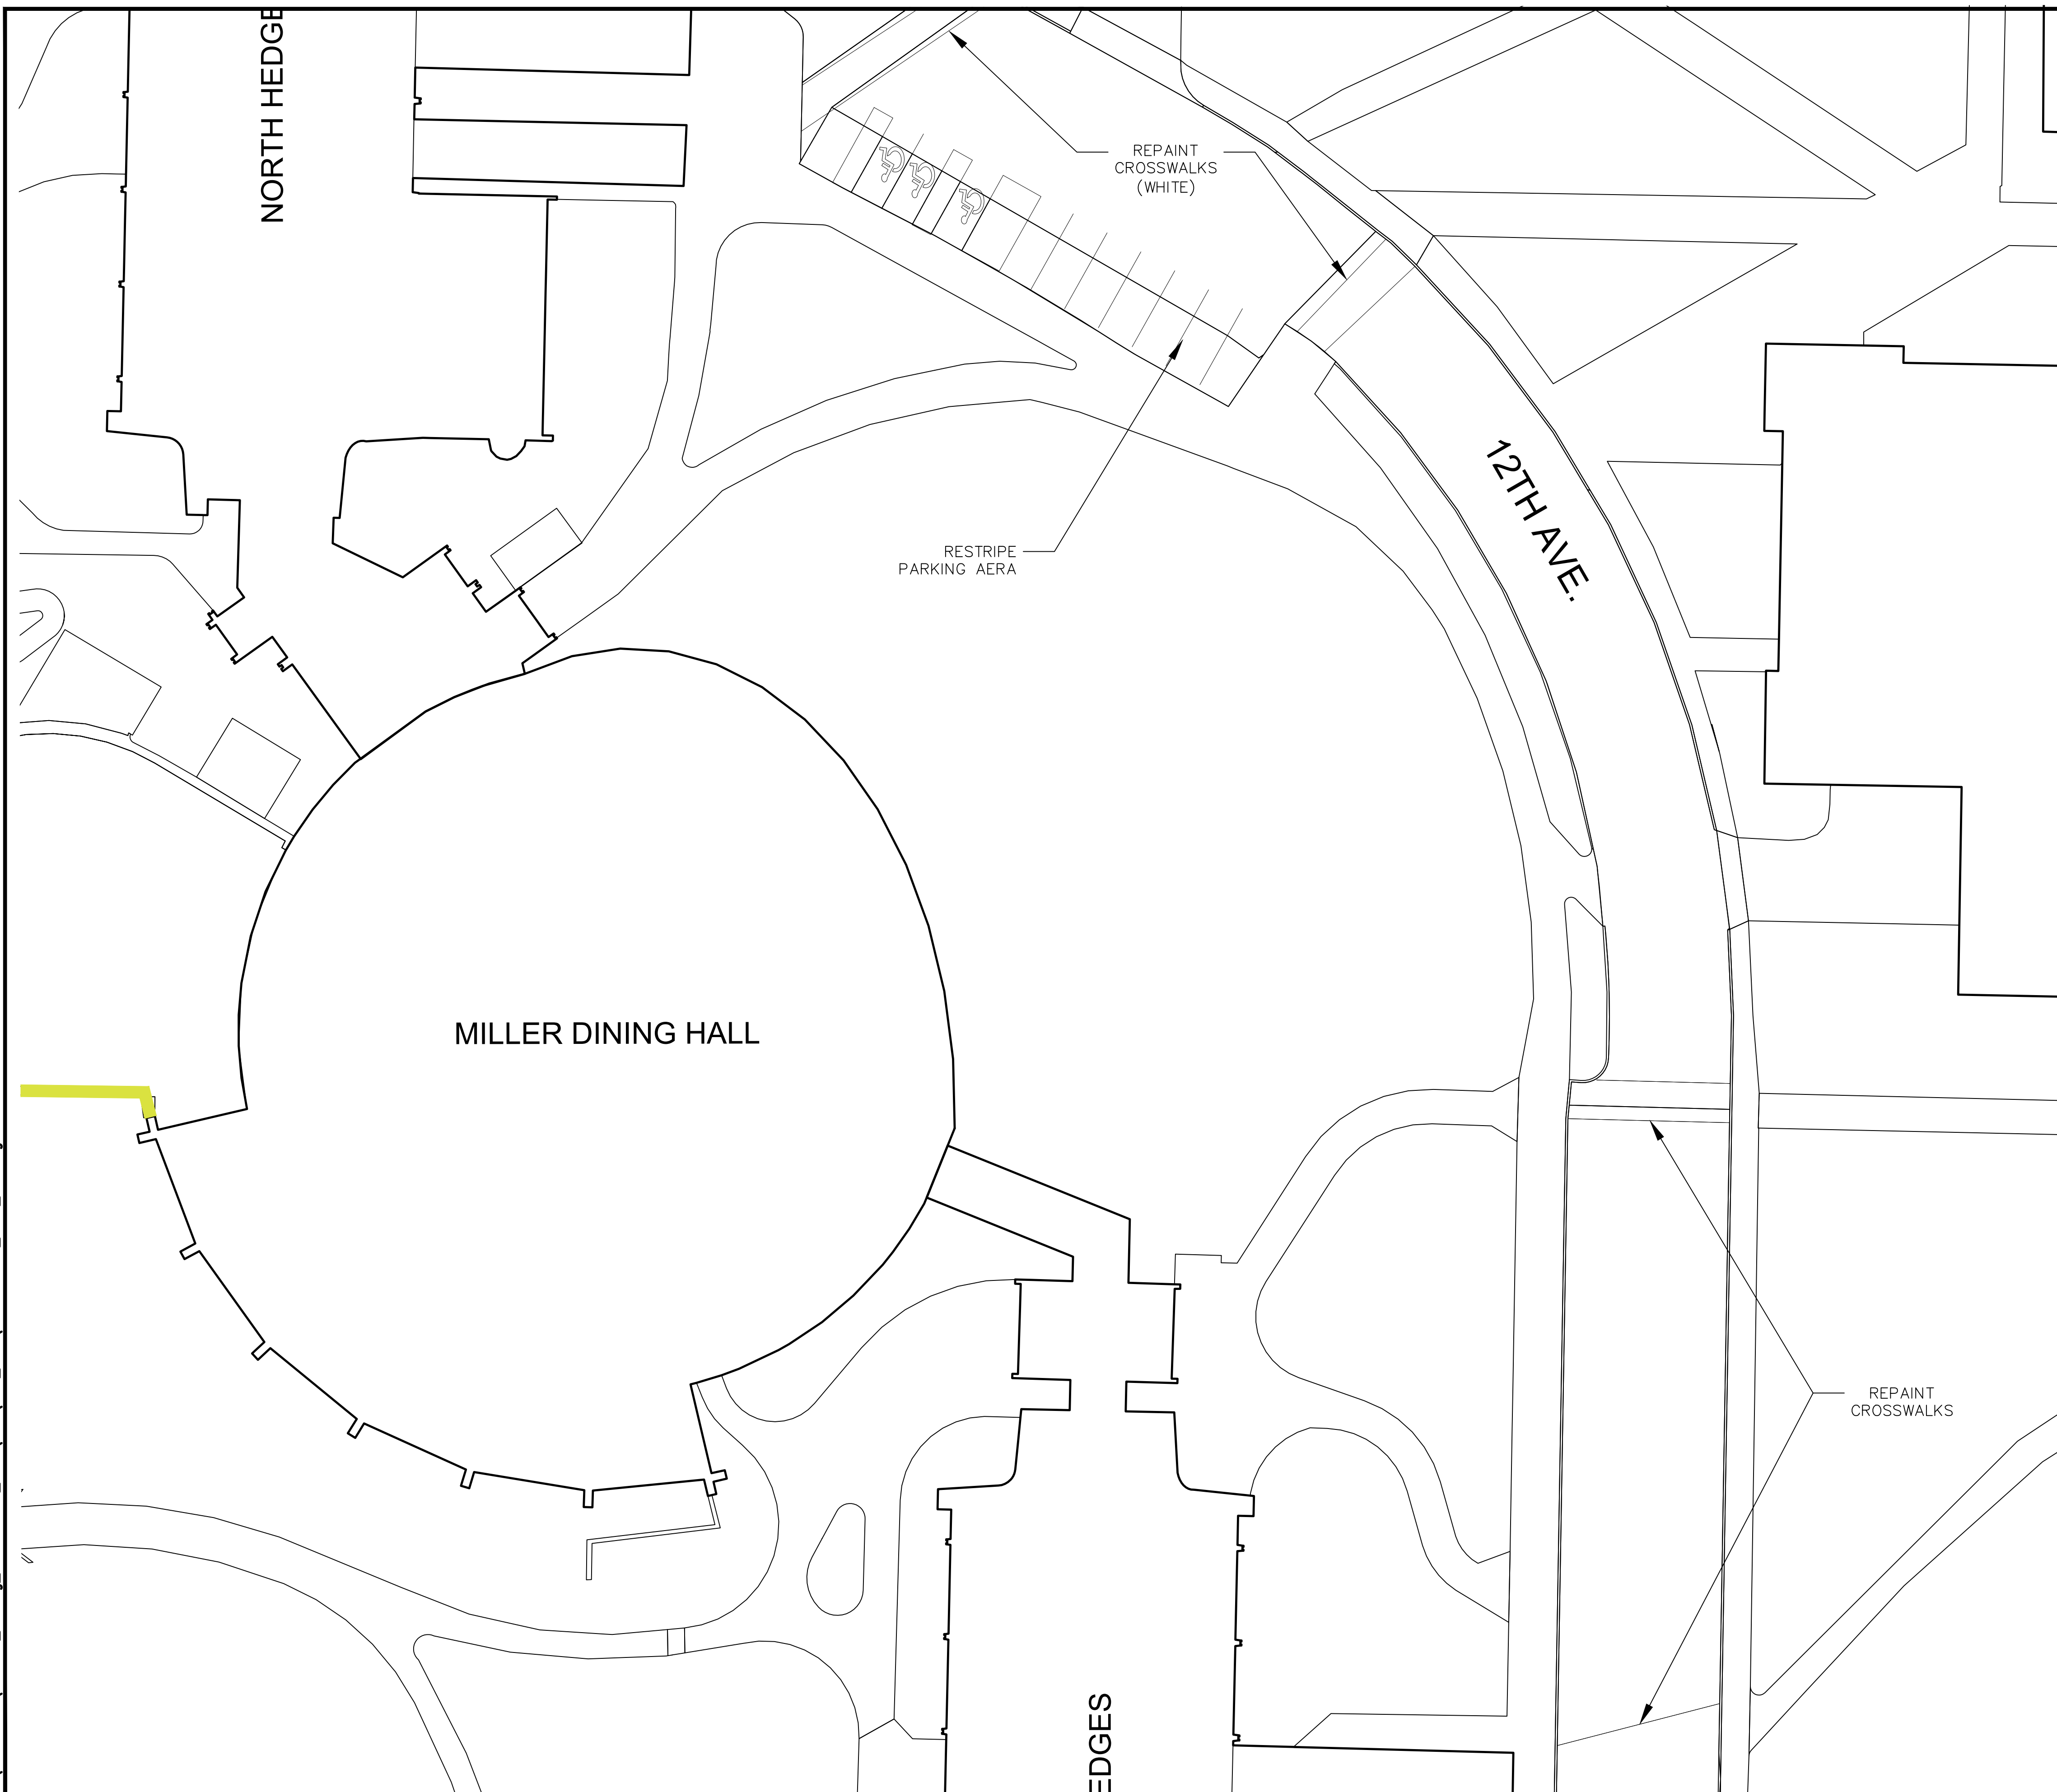 NORTH HEDGE
REPAINT
CROSSWALKS
(WHITE)
12TH AVE.
RESTRIPE
PARKING AERA
MILLER DINING HALL
REPAINT
CROSSWALKS
EDGES